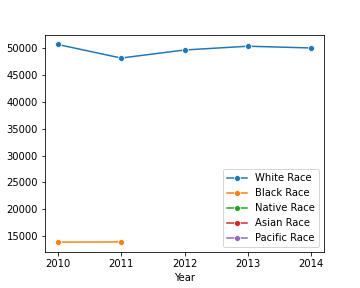 50000
45000
40000
35000
30000
25000
20000
15000
White Race
Black Race
Native Race
Asian Race
Pacific Race
2010 2011 2012 2013 2014
Year